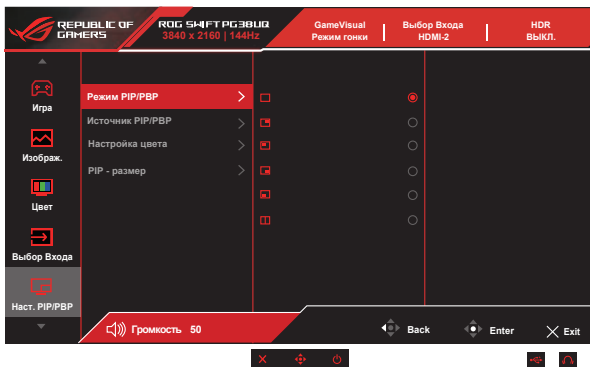 REPUBLIC OF
GAMERS
ROG SWIFT PG38UQ
3840 x 2160 | 144Hz
GameVisual
Режим гонки
Выбор Входа
HDMI-2
HDR
ВЫКЛ.
Игра
Изображ.
Цвет
Выбор Входа
Наст. PIP/PBP
Режим PIP/PBP
Источник PIP/PBP
Настройка цвета
PIP - размер
Громкость 50
Back
Enter
Exit